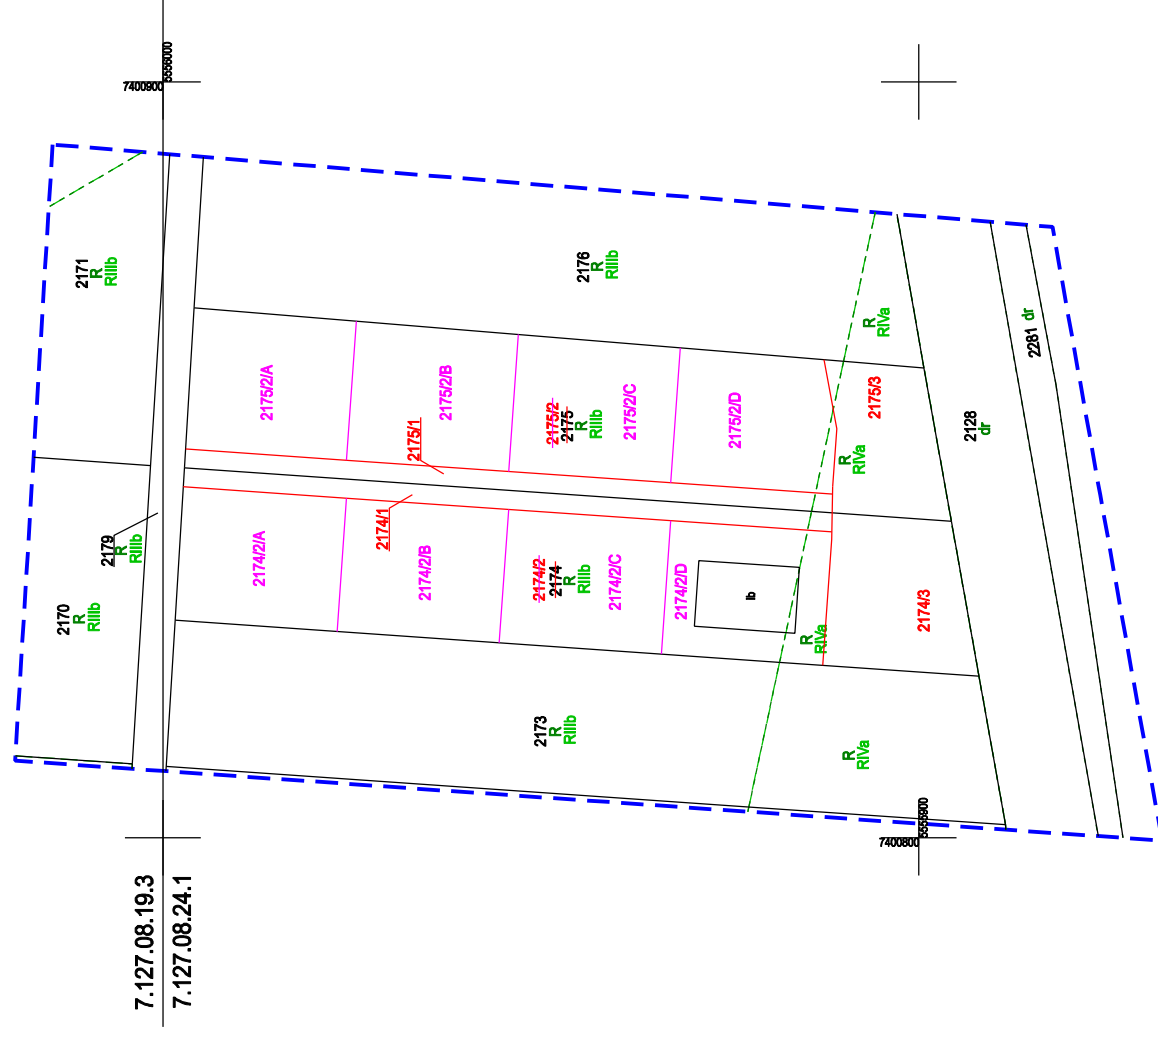 7400900
5556000
2171
R
RIIIb
2176
R
RIIIb
R
RIVa
2281 dr
2175/2/A
2175/2/B
2175/2
2175
R
RIIIb
2175/2/C
2175/2/D
2175/3
2128
dr
2175/1
R
RIVa
2179
R
RIIIb
2174/1
2174/2/A
2174/2/B
2174/2
2174
R
RIIIb
2174/2/C
2174/2/D
2174/3
2170
R
RIIIb
R
RIVa
2173
R
RIIIb
R
RIVa
7400800
5555900
7.127.08.19.3
7.127.08.24.1